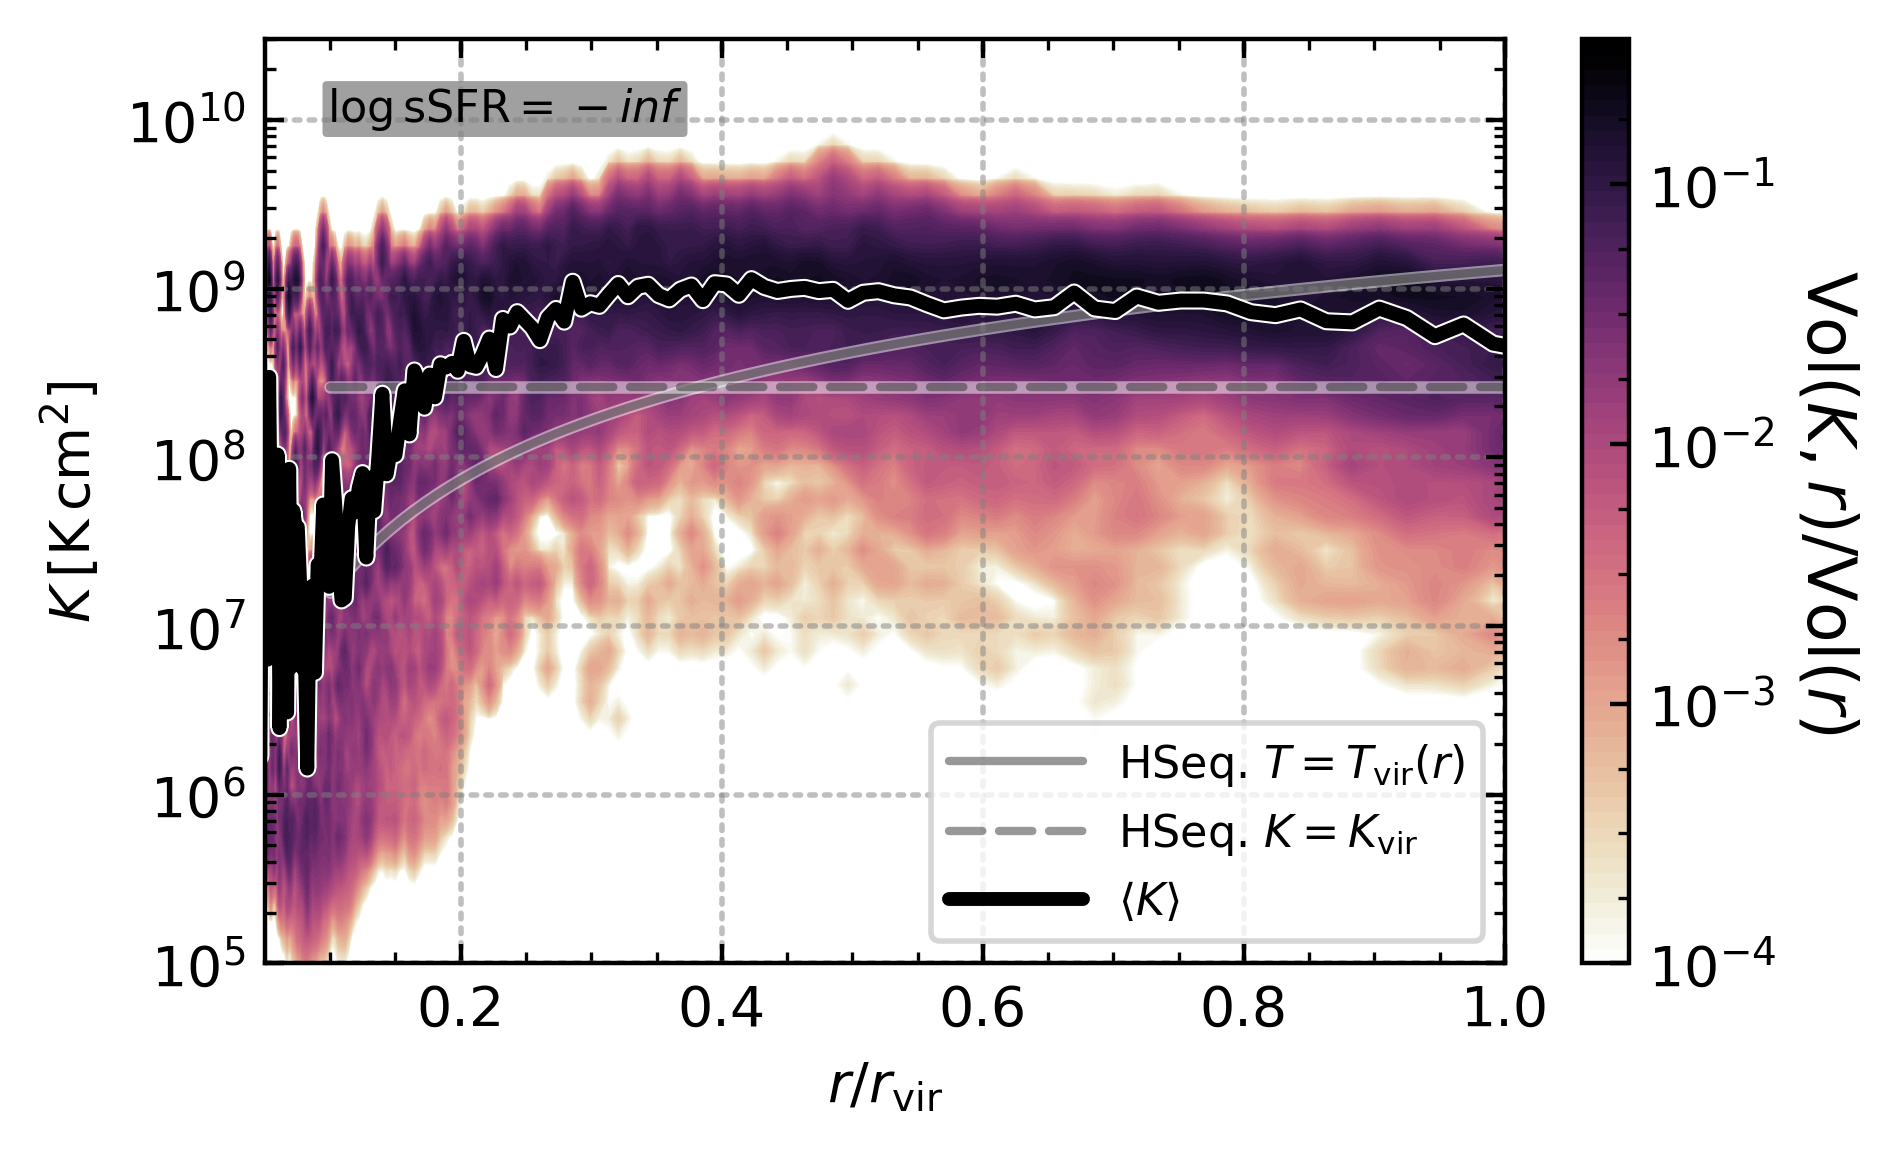 log sSFR = −inf
10^10
10^9
10^8
10^7
10^6
10^5
K [K cm^2]
0.2 0.4 0.6 0.8 1.0
r/r_vir
HSeq. T = T_vir(r)
HSeq. K = K_vir
⟨K⟩
10^−1
10^−2
10^−3
10^−4
Vol(K, r)/Vol(r)